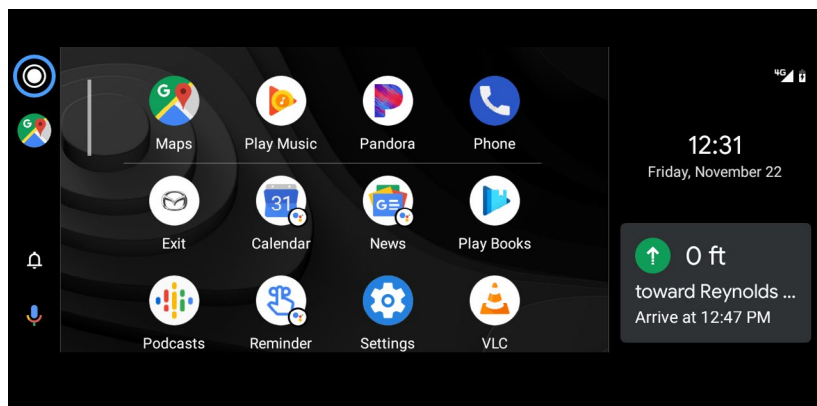 4G
Maps
Play Music
Pandora
Phone
12:31
Friday, November 22
Exit
31
Calendar
News
Play Books
0 ft
toward Reynolds ...
Arrive at 12:47 PM
Podcasts
Reminder
Settings
VLC